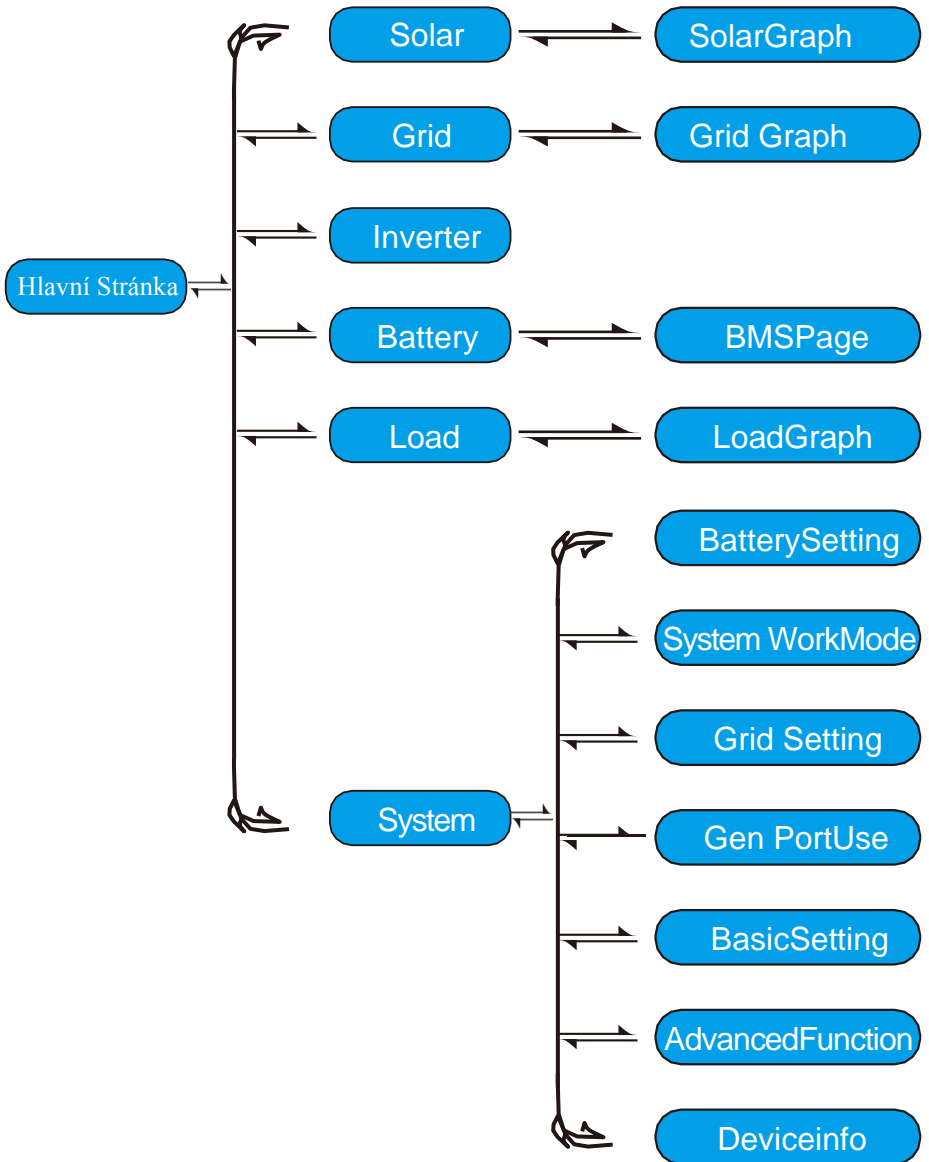 Solar
SolarGraph
Grid
Grid Graph
Inverter
Hlavní Stránka
Battery
BMSPage
Load
LoadGraph
BatterySetting
System WorkMode
Grid Setting
System
Gen PortUse
BasicSetting
AdvancedFunction
Deviceinfo